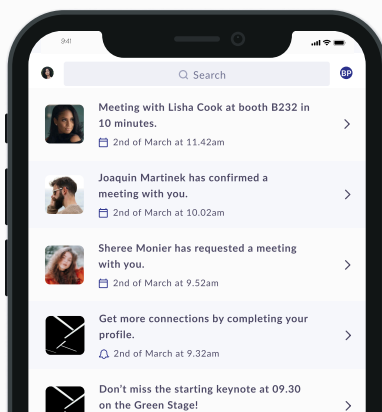 9:41
Search
BP
Meeting with Lisha Cook at booth B232 in
10 minutes.
2nd of March at 11.42am
Joaquin Martinek has confirmed a
meeting with you.
2nd of March at 10.02am
Sheree Monier has requested a meeting
with you.
2nd of March at 9.52am
Get more connections by completing your
profile.
2nd of March at 9.32am
Don't miss the starting keynote at 09.30
on the Green Stage!